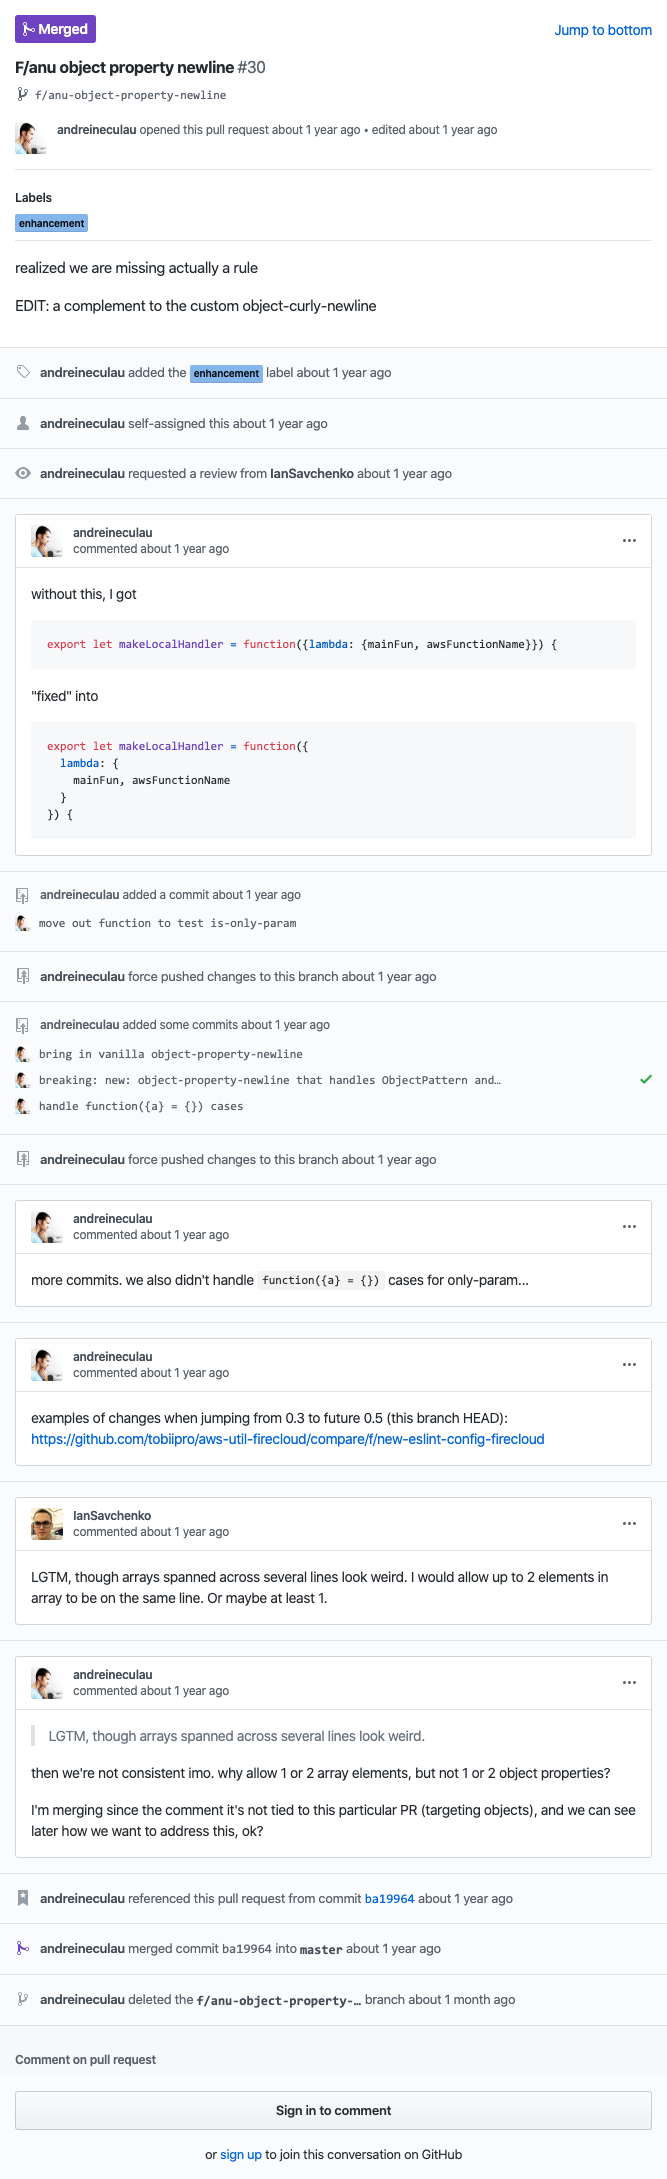 Merged
Jump to bottom
F/anu object property newline #30
f/anu-object-property-newline
andreineculau opened this pull request about 1 year ago • edited about 1 year ago
Labels
enhancement
realized we are missing actually a rule
EDIT: a complement to the custom object-curly-newline
andreineculau added the enhancement label about 1 year ago
andreineculau self-assigned this about 1 year ago
andreineculau requested a review from IanSavchenko about 1 year ago
andreineculau
commented about 1 year ago
without this, I got
export let makeLocalHandler = function({lambda: {mainFun, awsFunctionName}}) {
"fixed" into
export let makeLocalHandler = function({
  lambda: {
    mainFun, awsFunctionName
  }
}) {
andreineculau added a commit about 1 year ago
move out function to test is-only-param
andreineculau force pushed changes to this branch about 1 year ago
andreineculau added some commits about 1 year ago
bring in vanilla object-property-newline
breaking: new: object-property-newline that handles ObjectPattern and…
handle function({a} = {}) cases
andreineculau force pushed changes to this branch about 1 year ago
andreineculau
commented about 1 year ago
more commits. we also didn't handle function({a} = {}) cases for only-param...
andreineculau
commented about 1 year ago
examples of changes when jumping from 0.3 to future 0.5 (this branch HEAD):
https://github.com/tobiipro/aws-util-firecloud/compare/f/new-eslint-config-firecloud
IanSavchenko
commented about 1 year ago
LGTM, though arrays spanned across several lines look weird. I would allow up to 2 elements in
array to be on the same line. Or maybe at least 1.
andreineculau
commented about 1 year ago
LGTM, though arrays spanned across several lines look weird.
then we're not consistent imo. why allow 1 or 2 array elements, but not 1 or 2 object properties?
I'm merging since the comment it's not tied to this particular PR (targeting objects), and we can see
later how we want to address this, ok?
andreineculau referenced this pull request from commit ba19964 about 1 year ago
andreineculau merged commit ba19964 into master about 1 year ago
andreineculau deleted the f/anu-object-property-… branch about 1 month ago
Comment on pull request
Sign in to comment
or sign up to join this conversation on GitHub